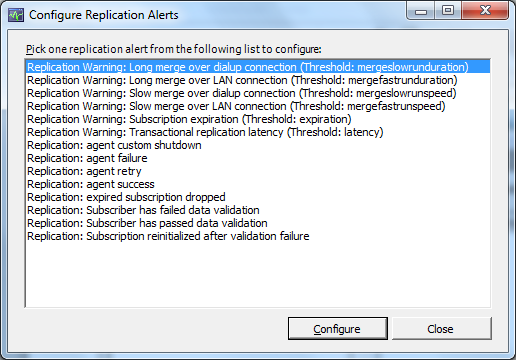 Configure Replication Alerts
Pick one replication alert from the following list to configure:
Replication Warning: Long merge over dialup connection (Threshold: mergeslowrunduration)
Replication Warning: Long merge over LAN connection (Threshold: mergefastrunduration)
Replication Warning: Slow merge over dialup connection (Threshold: mergeslowrunspeed)
Replication Warning: Slow merge over LAN connection (Threshold: mergefastrunspeed)
Replication Warning: Subscription expiration (Threshold: expiration)
Replication Warning: Transactional replication latency (Threshold: latency)
Replication: agent custom shutdown
Replication: agent failure
Replication: agent retry
Replication: agent success
Replication: expired subscription dropped
Replication: Subscriber has failed data validation
Replication: Subscriber has passed data validation
Replication: Subscription reinitialized after validation failure
Configure Close